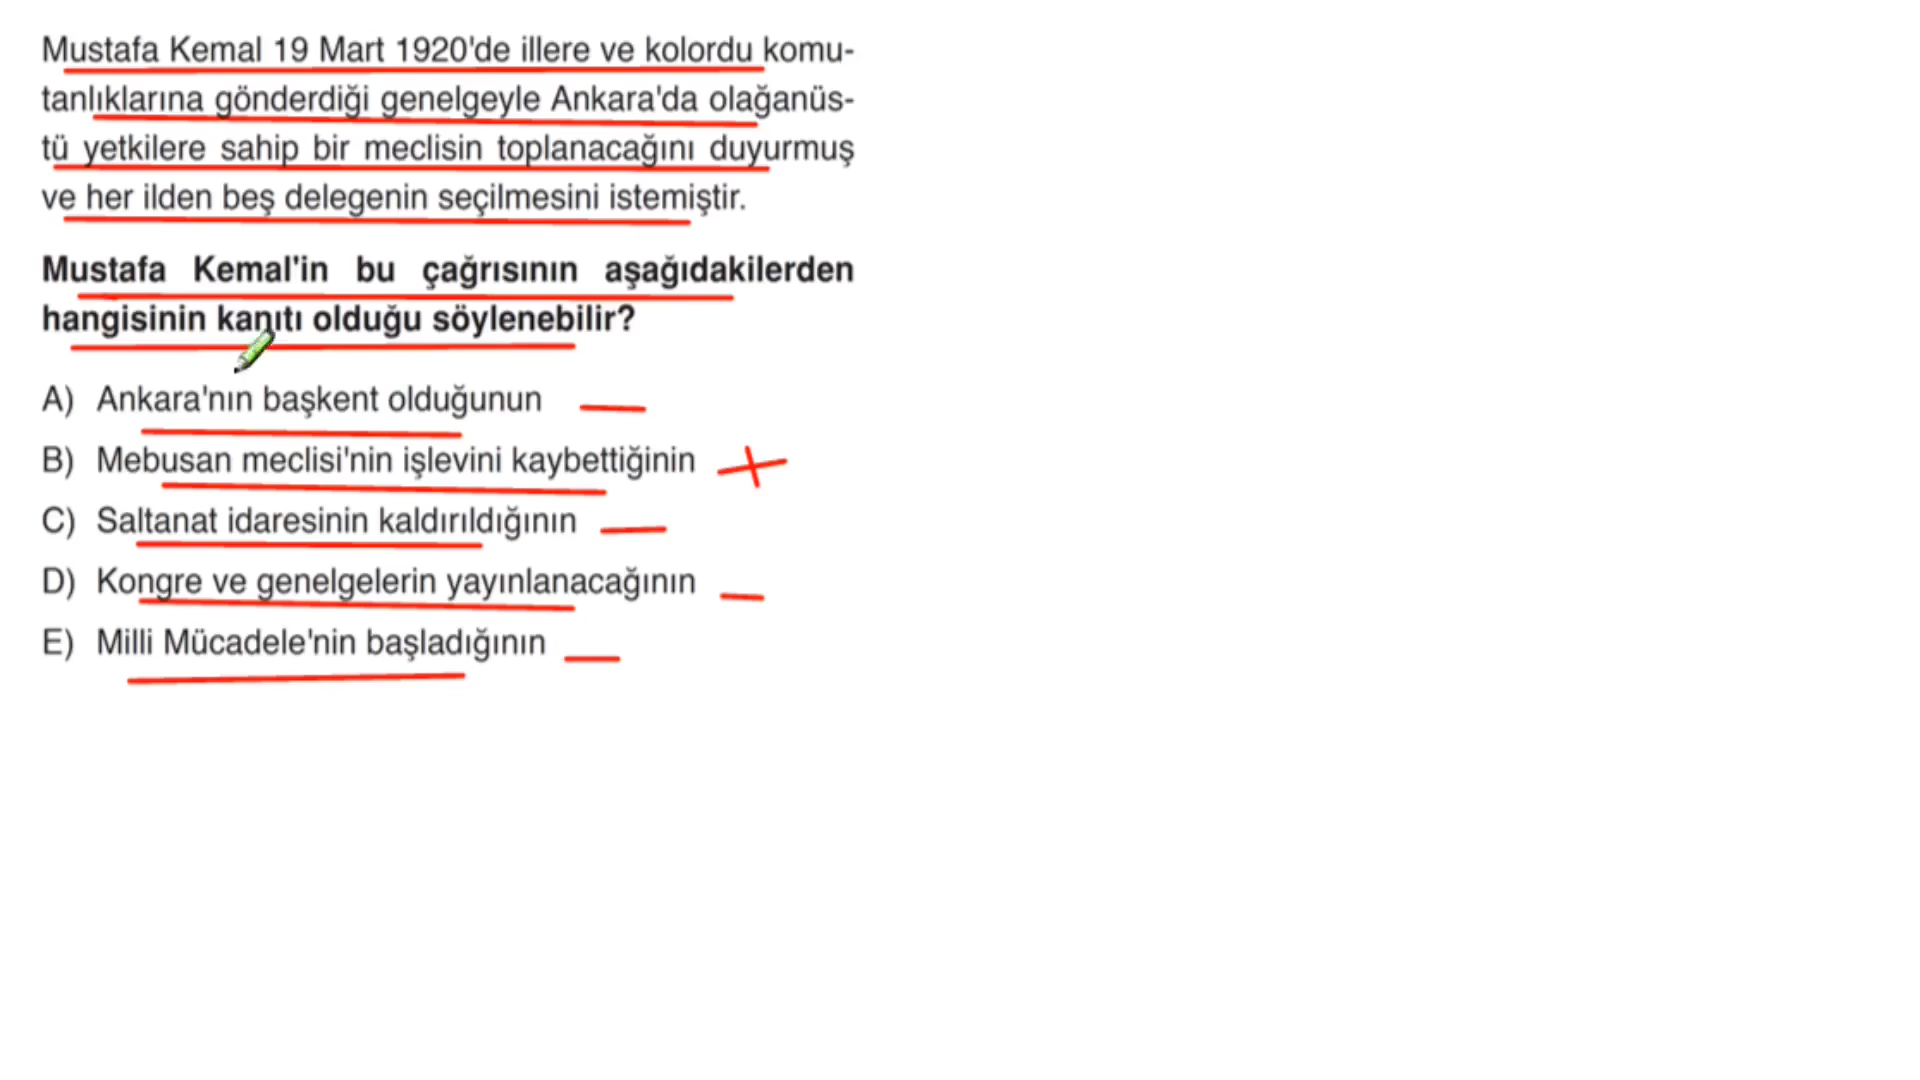 Mustafa Kemal 19 Mart 1920'de illere ve kolordu komu-
tanlıklarına gönderdiği genelgeyle Ankara'da olağanüs-
tü yetkilere sahip bir meclisin toplanacağını duyurmuş
ve her ilden beş delegenin seçilmesini istemiştir.
Mustafa Kemal'in bu çağrısının aşağıdakilerden
hangisinin kanıtı olduğu söylenebilir?
A) Ankara'nın başkent olduğunun
B) Mebusan meclisi'nin işlevini kaybettiğinin
C) Saltanat idaresinin kaldırıldığının
D) Kongre ve genelgelerin yayınlanacağının
E) Milli Mücadele'nin başladığının